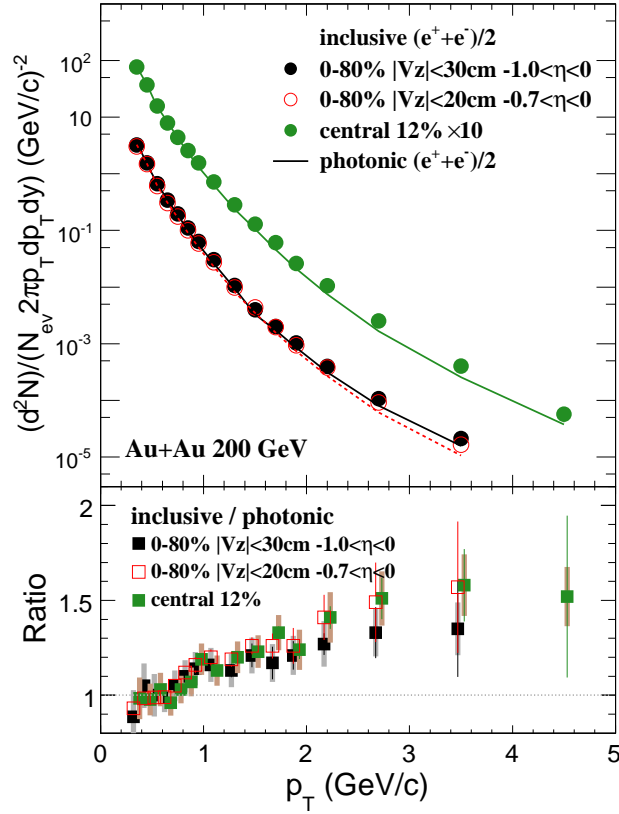 inclusive (e⁺+e⁻)/2
0-80% |Vz|<30cm -1.0<η<0
0-80% |Vz|<20cm -0.7<η<0
central 12% ×10
photonic (e⁺+e⁻)/2
10²
10
10⁻¹
10⁻³
10⁻⁵
(d²N)/(N_ev 2πp_T dp_T dy) (GeV/c)⁻²
Au+Au 200 GeV
inclusive / photonic
0-80% |Vz|<30cm -1.0<η<0
0-80% |Vz|<20cm -0.7<η<0
central 12%
2
1.5
1
Ratio
0 1 2 3 4 5
p_T (GeV/c)